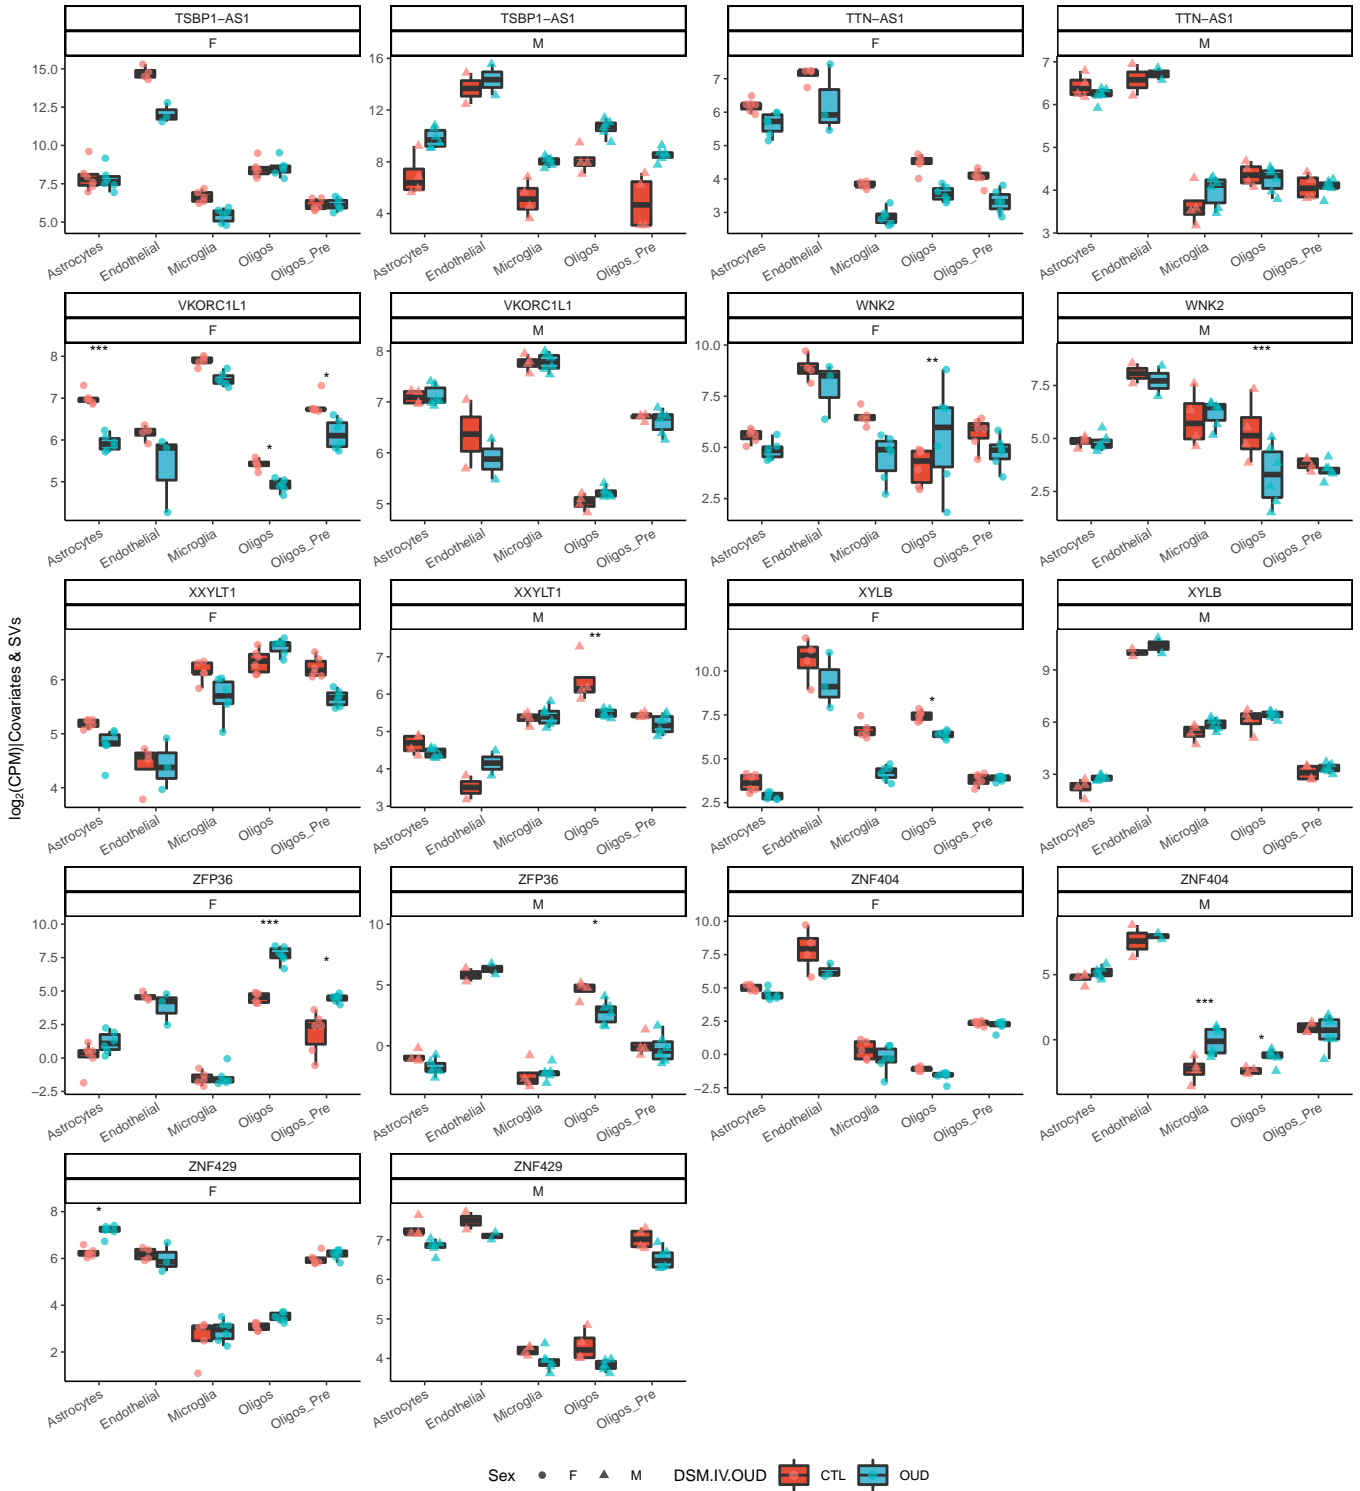 TSBP1−AS1 TSBP1−AS1 TTN−AS1 TTN−AS1
F M F M
15.0 12.5 10.0 7.5 5.0
16 12 8 4
7 6 5 4 3
7 6 5 4 3
Astrocytes Endothelial Microglia Oligos Oligos_Pre Astrocytes Endothelial Microglia Oligos Oligos_Pre Astrocytes Endothelial Microglia Oligos Oligos_Pre Astrocytes Endothelial Microglia Oligos Oligos_Pre
VKORC1L1 VKORC1L1 WNK2 WNK2
F M F M
*** * *
** ***
8 7 6 5
8 7 6 5
10.0 7.5 5.0 2.5
7.5 5.0 2.5
Astrocytes Endothelial Microglia Oligos Oligos_Pre Astrocytes Endothelial Microglia Oligos Oligos_Pre Astrocytes Endothelial Microglia Oligos Oligos_Pre Astrocytes Endothelial Microglia Oligos Oligos_Pre
log2(CPM)|Covariates & SVs
XXYLT1 XXYLT1 XYLB XYLB
F M F M
** *
6 5 4
7 6 5 4 3
10.0 7.5 5.0 2.5
9 6 3
Astrocytes Endothelial Microglia Oligos Oligos_Pre Astrocytes Endothelial Microglia Oligos Oligos_Pre Astrocytes Endothelial Microglia Oligos Oligos_Pre Astrocytes Endothelial Microglia Oligos Oligos_Pre
ZFP36 ZFP36 ZNF404 ZNF404
F M F M
*** * * *** *
10.0 7.5 5.0 2.5 0.0 −2.5
10 5 0
10.0 7.5 5.0 2.5 0.0 −2.5
5 0
Astrocytes Endothelial Microglia Oligos Oligos_Pre Astrocytes Endothelial Microglia Oligos Oligos_Pre Astrocytes Endothelial Microglia Oligos Oligos_Pre Astrocytes Endothelial Microglia Oligos Oligos_Pre
ZNF429 ZNF429
F M
*
8 6 4 2
7 6 5 4
Astrocytes Endothelial Microglia Oligos Oligos_Pre Astrocytes Endothelial Microglia Oligos Oligos_Pre
Sex F M DSM.IV.OUD CTL OUD